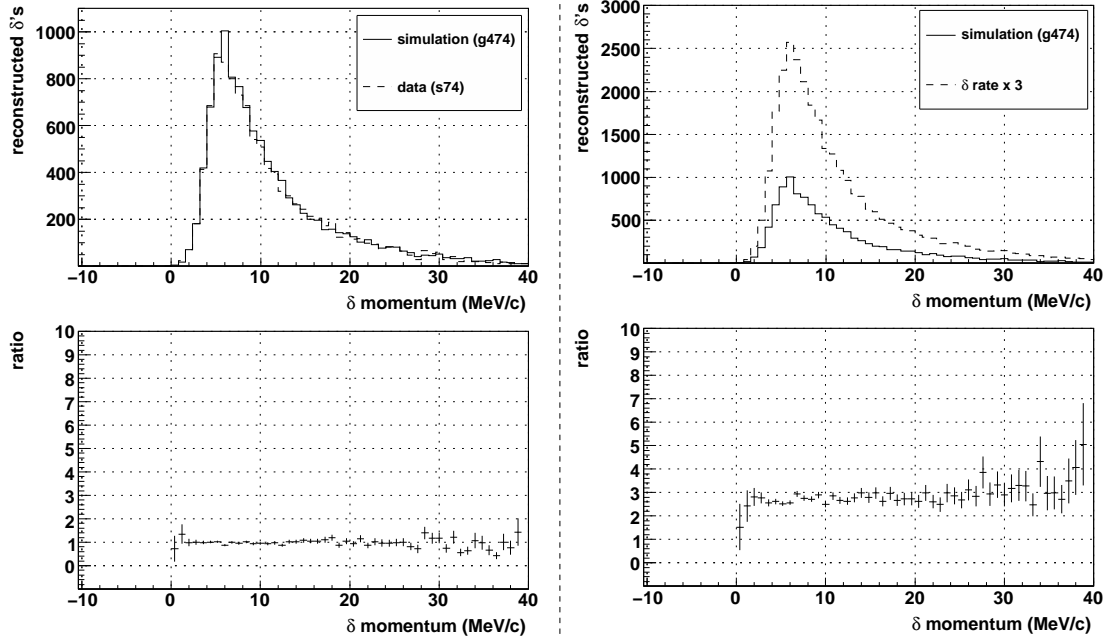 reconstructed δ's
1000
800
600
400
200
simulation (g474)
data (s74)
−10 0 10 20 30 40
δ momentum (MeV/c)
reconstructed δ's
3000
2500
2000
1500
1000
500
simulation (g474)
δ rate x 3
−10 0 10 20 30 40
δ momentum (MeV/c)
ratio
10
9
8
7
6
5
4
3
2
1
0
−10 0 10 20 30 40
δ momentum (MeV/c)
ratio
10
9
8
7
6
5
4
3
2
1
0
−10 0 10 20 30 40
δ momentum (MeV/c)